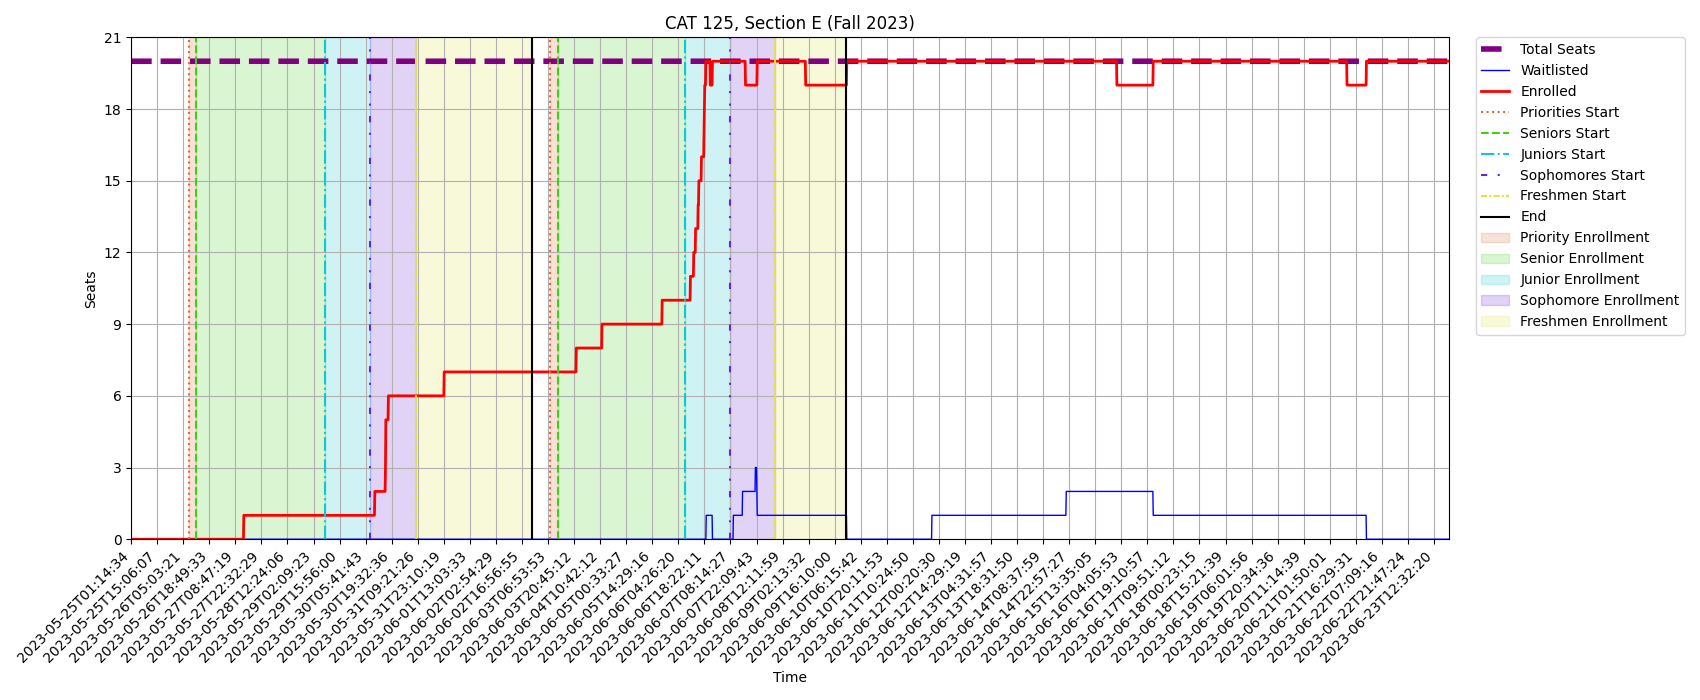 CAT 125, Section E (Fall 2023)
Seats
21
18
15
12
9
6
3
0
2023-05-25T01:14:34
2023-05-25T15:06:07
2023-05-26T05:03:21
2023-05-26T18:49:33
2023-05-27T08:47:19
2023-05-27T22:32:29
2023-05-28T12:24:06
2023-05-29T02:09:23
2023-05-29T15:56:00
2023-05-30T05:41:43
2023-05-30T19:32:36
2023-05-31T09:21:26
2023-05-31T23:10:19
2023-06-01T13:03:33
2023-06-02T02:54:29
2023-06-02T16:56:55
2023-06-03T06:53:53
2023-06-03T20:45:12
2023-06-04T10:42:12
2023-06-05T00:33:27
2023-06-05T14:29:16
2023-06-06T04:26:20
2023-06-06T18:22:11
2023-06-07T08:14:27
2023-06-07T22:09:43
2023-06-08T12:11:59
2023-06-09T02:13:32
2023-06-09T16:10:00
2023-06-10T06:15:42
2023-06-10T20:11:53
2023-06-11T10:24:50
2023-06-12T00:20:30
2023-06-12T14:29:19
2023-06-13T04:31:57
2023-06-13T18:31:50
2023-06-14T08:37:59
2023-06-14T22:57:27
2023-06-15T13:35:05
2023-06-16T04:05:53
2023-06-16T19:10:57
2023-06-17T09:51:12
2023-06-18T00:23:15
2023-06-18T15:21:39
2023-06-19T06:01:56
2023-06-19T20:34:36
2023-06-20T11:14:39
2023-06-21T01:50:01
2023-06-21T16:29:31
2023-06-22T07:09:16
2023-06-22T21:47:24
2023-06-23T12:32:20
Time
Total Seats
Waitlisted
Enrolled
Priorities Start
Seniors Start
Juniors Start
Sophomores Start
Freshmen Start
End
Priority Enrollment
Senior Enrollment
Junior Enrollment
Sophomore Enrollment
Freshmen Enrollment